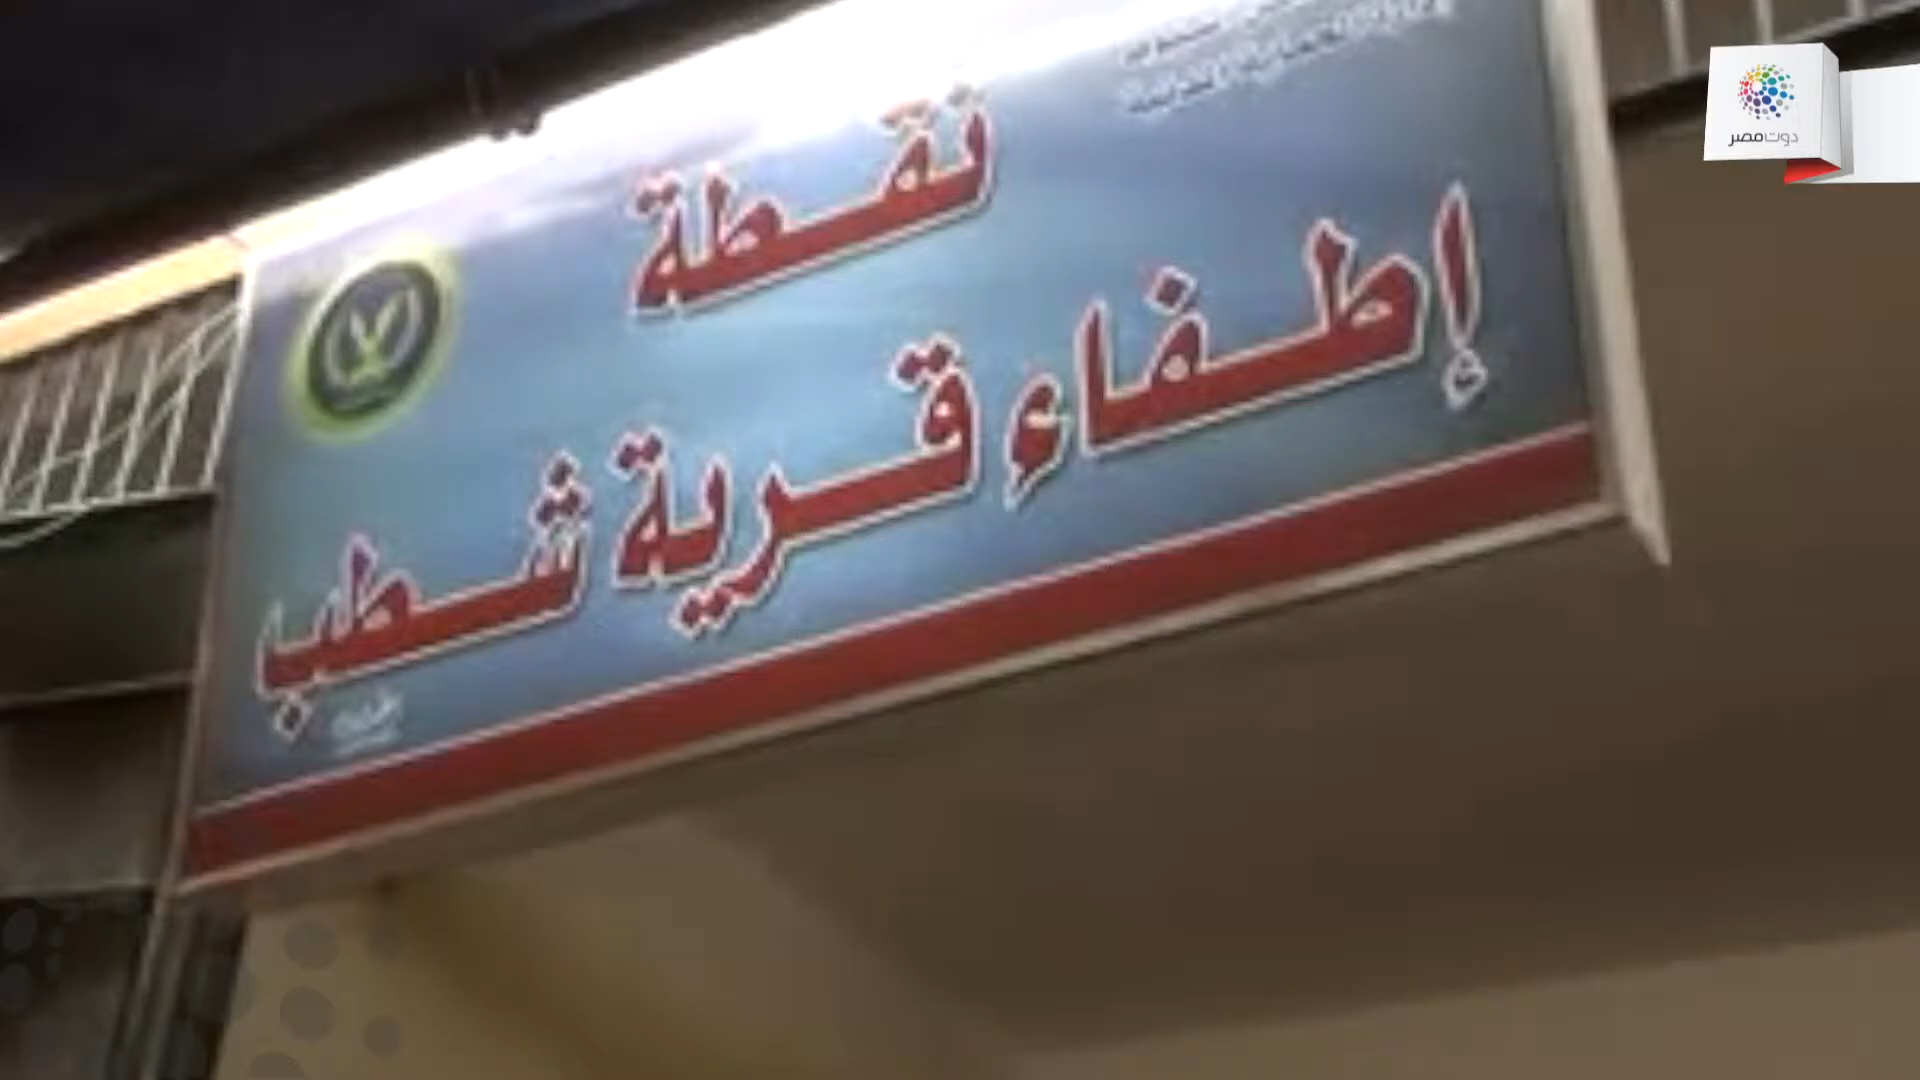 نقطة
إطفاء قرية شطب
دوت مصر